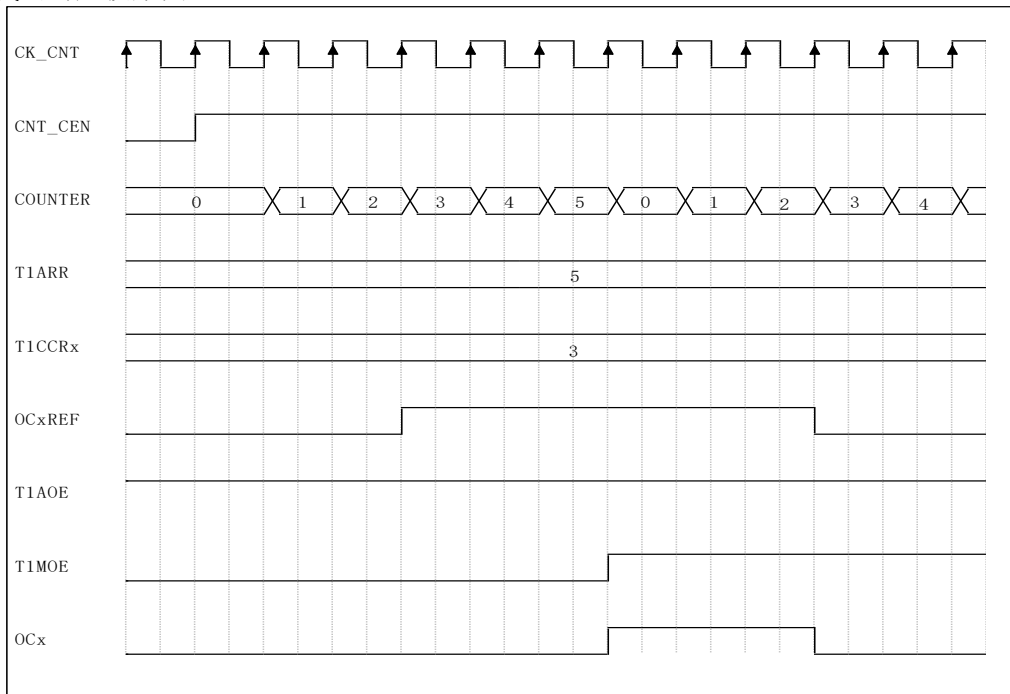 CK_CNT
CNT_CEN
COUNTER 0 1 2 3 4 5 0 1 2 3 4
T1ARR 5
T1CCRx 3
OCxREF
T1AOE
T1MOE
OCx